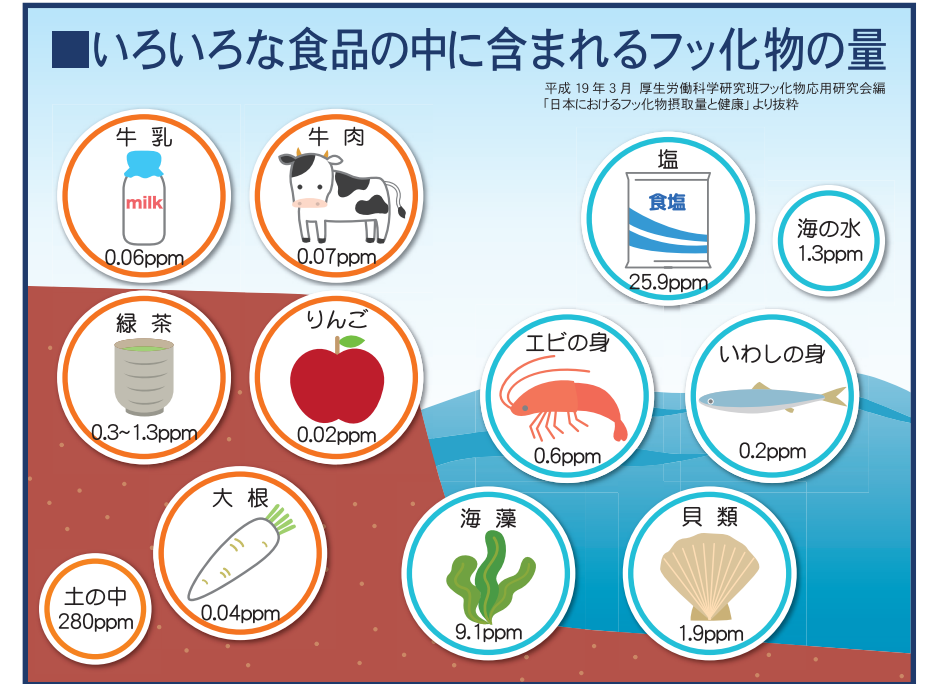 ■いろいろな食品の中に含まれるフッ化物の量
平成 19 年 3 月 厚生労働科学研究班フッ化物応用研究会編
「日本におけるフッ化物摂取量と健康」より抜粋
牛 乳
milk
0.06ppm
牛 肉
0.07ppm
塩
食塩
25.9ppm
海の水
1.3ppm
緑 茶
0.3~1.3ppm
りんご
0.02ppm
エビの身
0.6ppm
いわしの身
0.2ppm
大 根
0.04ppm
土の中
280ppm
海 藻
9.1ppm
貝 類
1.9ppm